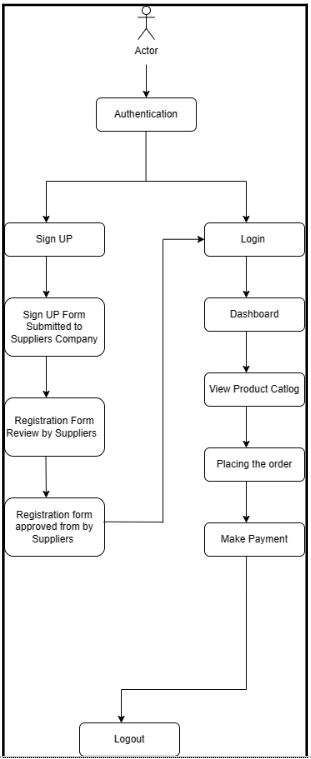 Actor
Authentication
Sign UP
Login
Sign UP Form
Submitted to
Suppliers Company
Dashboard
View Product Catlog
Registration Form
Review by Suppliers
Placing the order
Registration form
approved from by
Suppliers
Make Payment
Logout